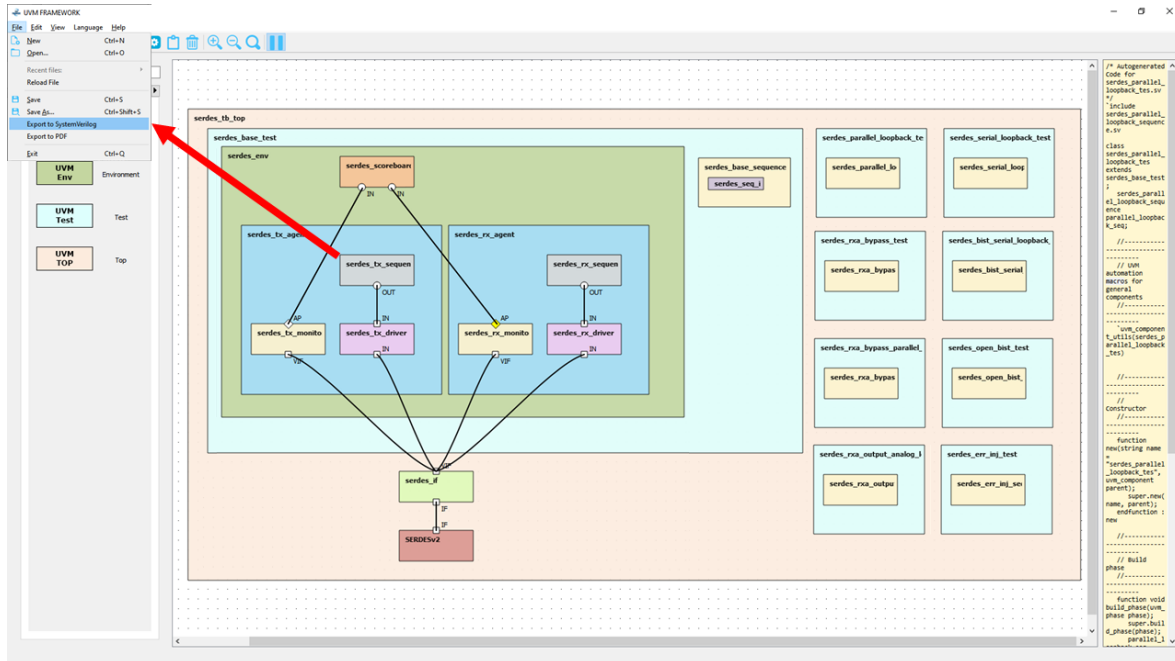 UVM FRAMEWORK
File Edit View Language Help
New Ctrl+N
Open... Ctrl+O
Recent files:
Reload File
Save Ctrl+S
Save As... Ctrl+Shift+S
Export to SystemVerilog
Export to PDF
Exit Ctrl+Q
UVM
Env
Environment
UVM
Test
Test
UVM
TOP
Top
serdes_tb_top
serdes_base_test
serdes_env
serdes_scoreboan
IN
IN
serdes_tx_age
serdes_tx_sequen
OUT
AP
IN
serdes_tx_monito
serdes_tx_driver
VIF
IN
serdes_rx_agent
serdes_rx_sequen
OUT
AP
IN
serdes_rx_monito
serdes_rx_driver
VIF
IN
serdes_base_sequence
serdes_seq_i
VIF
serdes_if
IF
IF
SERDESv2
serdes_parallel_loopback_te
serdes_parallel_lo
serdes_serial_loopback_test
serdes_serial_loop
serdes_rxa_bypass_test
serdes_rxa_bypas
serdes_bist_serial_loopback_
serdes_bist_serial
serdes_rxa_bypass_parallel_
serdes_rxa_bypas
serdes_open_bist_test
serdes_open_bist_
serdes_rxa_output_analog_l
serdes_rxa_outpu
serdes_err_inj_test
serdes_err_inj_se
/* Autogenerated
Code for
serdes_parallel_
loopback_tes.sv
*/
`include
serdes_parallel_
loopback_sequenc
e.sv
class
serdes_parallel_
loopback_tes
extends
serdes_base_test
;
serdes_parall
el_loopback_sequ
ence
parallel_loopbac
k_seq;
//-----------
----------------
---------
// UVM
automation
macros for
general
components
//-----------
----------------
---------
`uvm_componen
t_utils(serdes_p
arallel_loopback
_tes)
//-----------
----------------
---------
//
Constructor
//-----------
----------------
---------
function
new(string name
=
"serdes_parallel
_loopback_tes",
uvm_component
parent);
super.new(
name, parent);
endfunction :
new
//-----------
----------------
---------
// Build
phase
//-----------
----------------
---------
function void
build_phase(uvm_
phase phase);
super.buil
d_phase(phase);
parallel_l